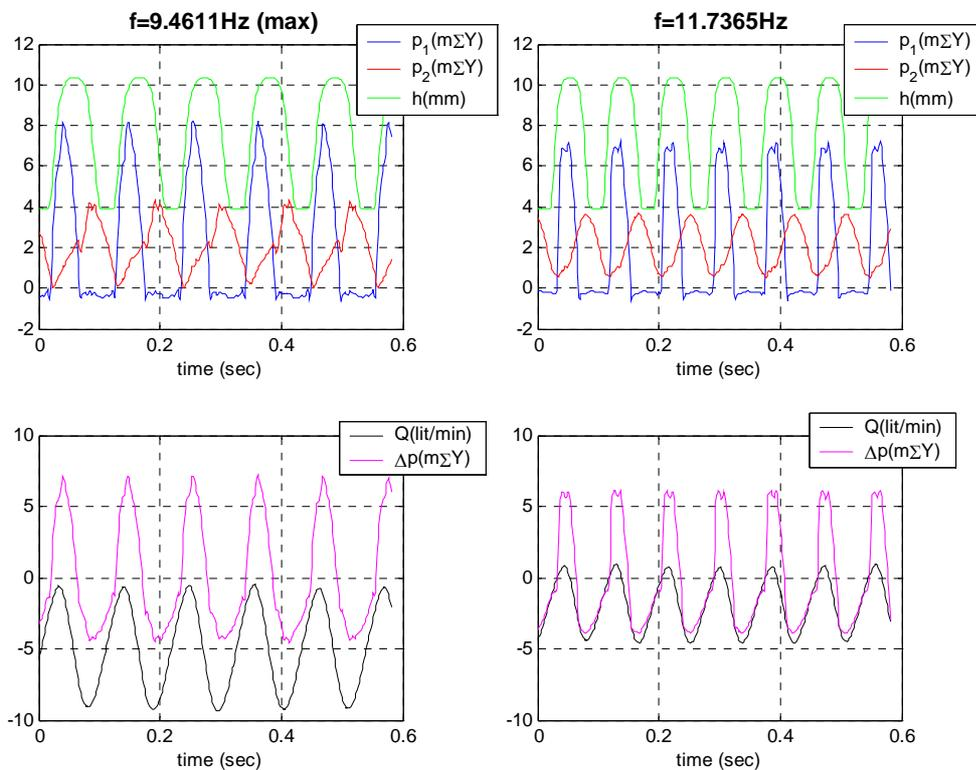 f=9.4611Hz (max)
f=11.7365Hz
12
10
8
6
4
2
0
-2
0
0.2
0.4
0.6
time (sec)
p1(mΣY)
p2(mΣY)
h(mm)
12
10
8
6
4
2
0
-2
0
0.2
0.4
0.6
time (sec)
p1(mΣY)
p2(mΣY)
h(mm)
10
5
0
-5
-10
0
0.2
0.4
0.6
time (sec)
Q(lit/min)
Δp(mΣY)
10
5
0
-5
-10
0
0.2
0.4
0.6
time (sec)
Q(lit/min)
Δp(mΣY)